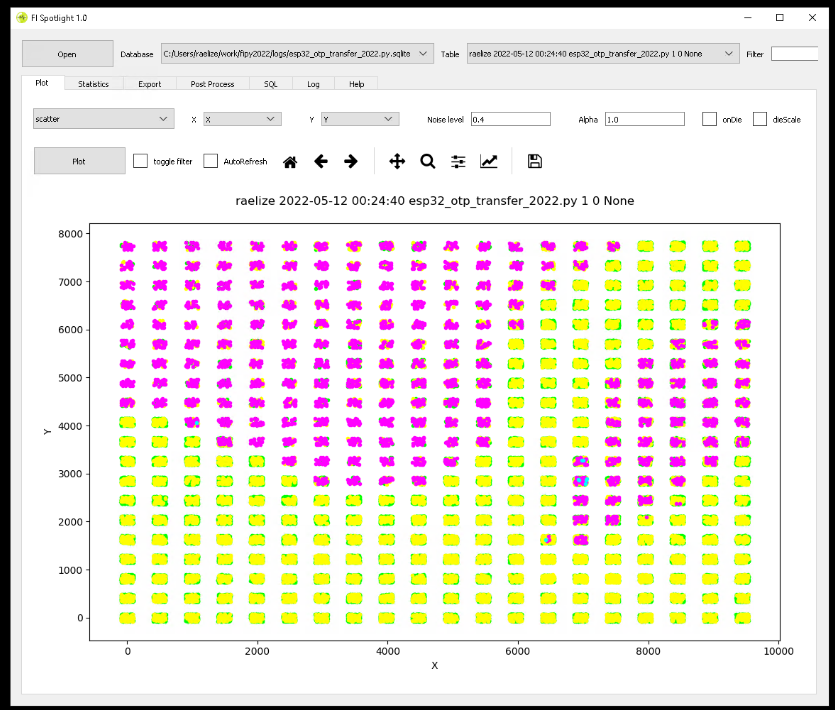 FI Spotlight 1.0
Open Database C:/Users/raelize/work/fipy2022/logs/esp32_otp_transfer_2022.py.sqlite Table raelize 2022-05-12 00:24:40 esp32_otp_transfer_2022.py 1 0 None Filter
Plot Statistics Export Post Process SQL Log Help
scatter X X Y Y Noise level 0.4 Alpha 1.0 onDie dieScale
Plot toggle filter AutoRefresh
raelize 2022-05-12 00:24:40 esp32_otp_transfer_2022.py 1 0 None
8000
7000
6000
5000
Y
4000
3000
2000
1000
0
0 2000 4000 6000 8000 10000
X